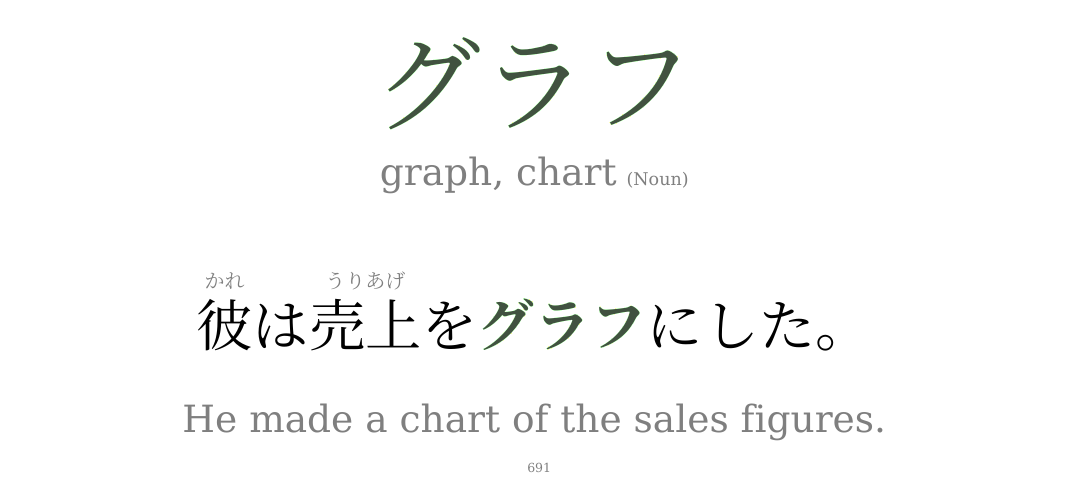 グラフ
graph, chart (Noun)
かれ うりあげ
彼は売上をグラフにした。
He made a chart of the sales figures.
691